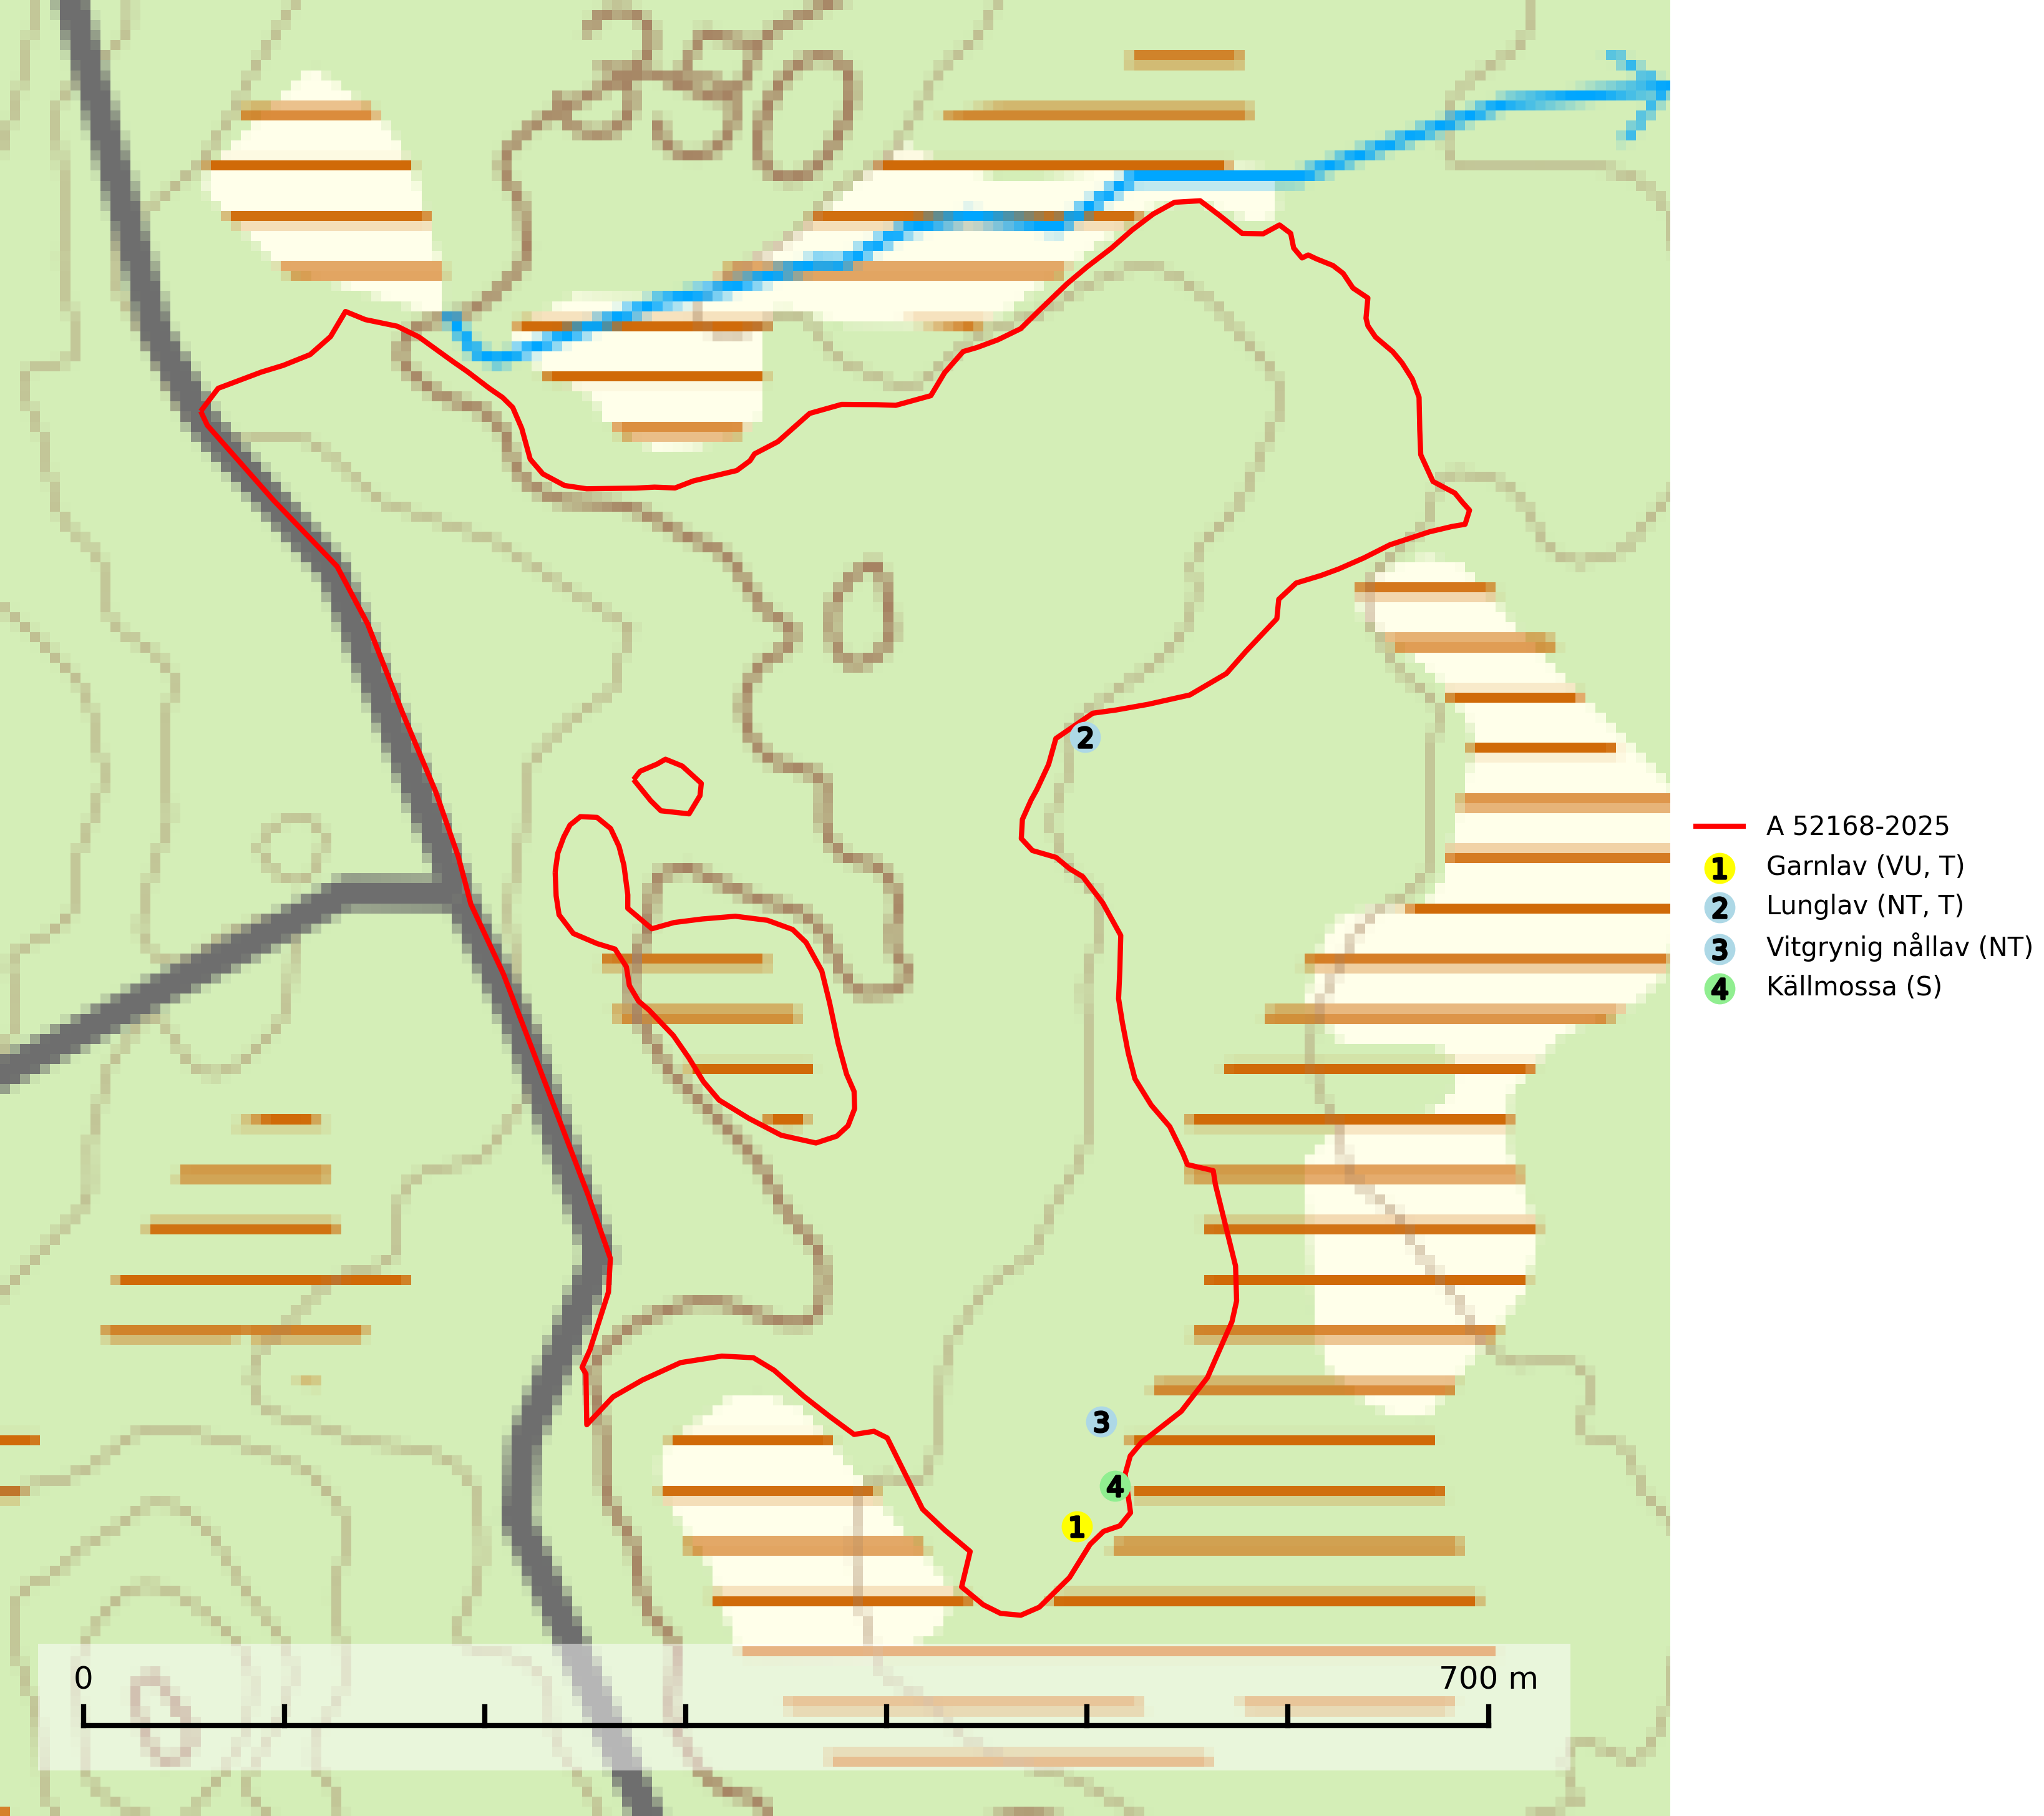 350
2
3
4
1
0
700 m
A 52168-2025
1 Garnlav (VU, T)
2 Lunglav (NT, T)
3 Vitgrynig nållav (NT)
4 Källmossa (S)